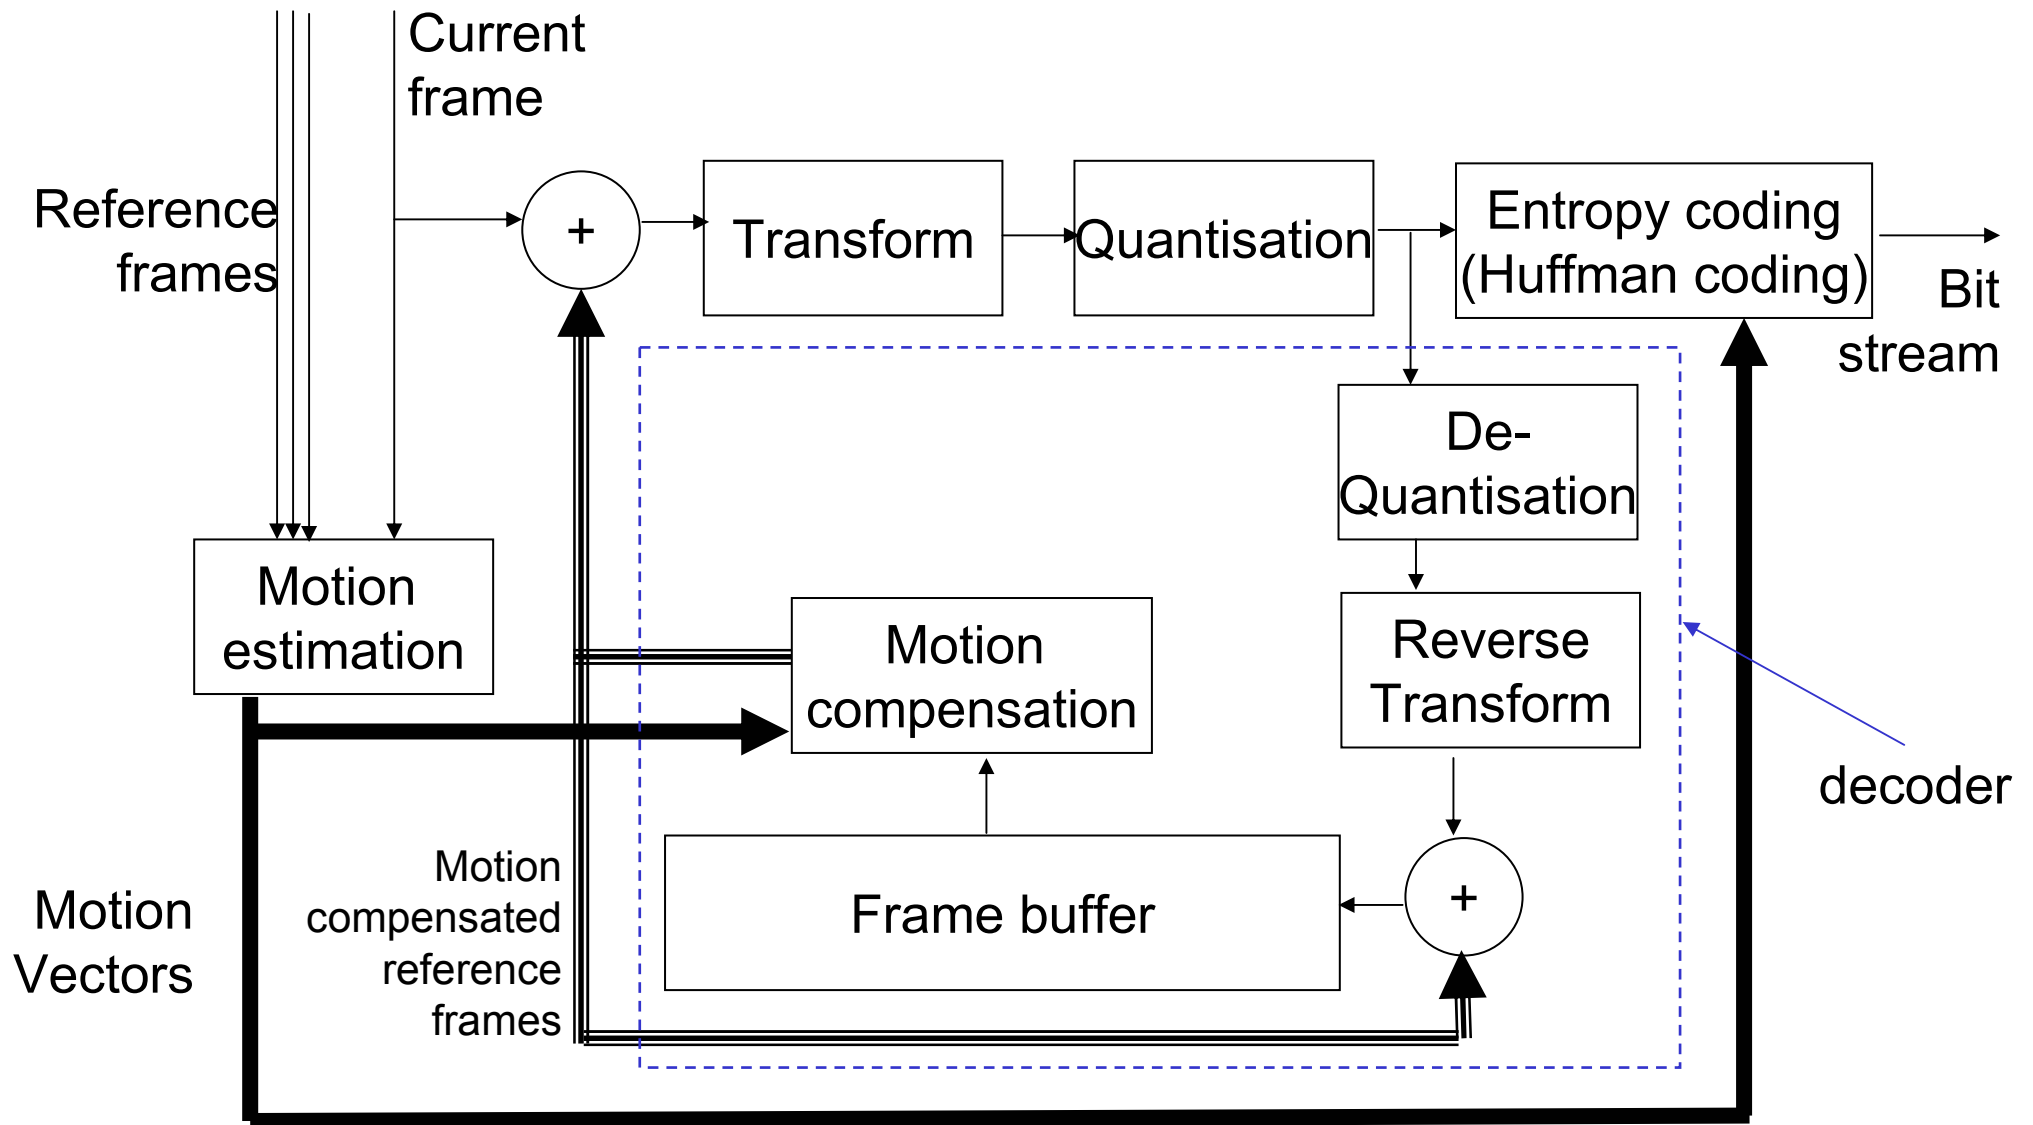 Current
frame
Reference
frames
+
Transform
Quantisation
Entropy coding
(Huffman coding)
Bit
stream
De-
Quantisation
Motion
estimation
Motion
compensation
Reverse
Transform
decoder
Motion
compensated
reference
frames
Frame buffer
+
Motion
Vectors